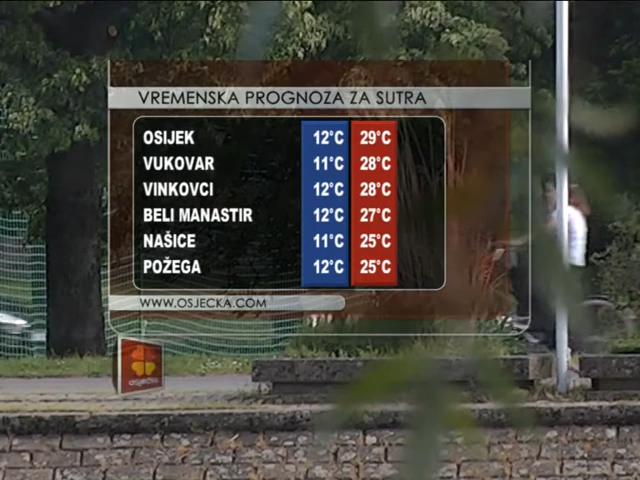 VREMENSKA PROGNOZA ZA SUTRA
OSIJEK 12°C 29°C
VUKOVAR 11°C 28°C
VINKOVCI 12°C 28°C
BELI MANASTIR 12°C 27°C
NAŠICE 11°C 25°C
POŽEGA 12°C 25°C
WWW.OSJECKA.COM
osječka